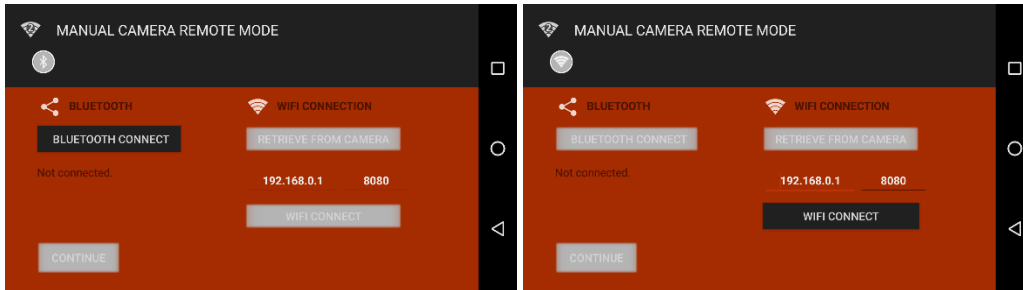 MANUAL CAMERA REMOTE MODE
BLUETOOTH
WIFI CONNECTION
BLUETOOTH CONNECT
RETRIEVE FROM CAMERA
Not connected.
192.168.0.1
8080
WIFI CONNECT
CONTINUE
MANUAL CAMERA REMOTE MODE
BLUETOOTH
WIFI CONNECTION
BLUETOOTH CONNECT
RETRIEVE FROM CAMERA
Not connected.
192.168.0.1
8080
WIFI CONNECT
CONTINUE